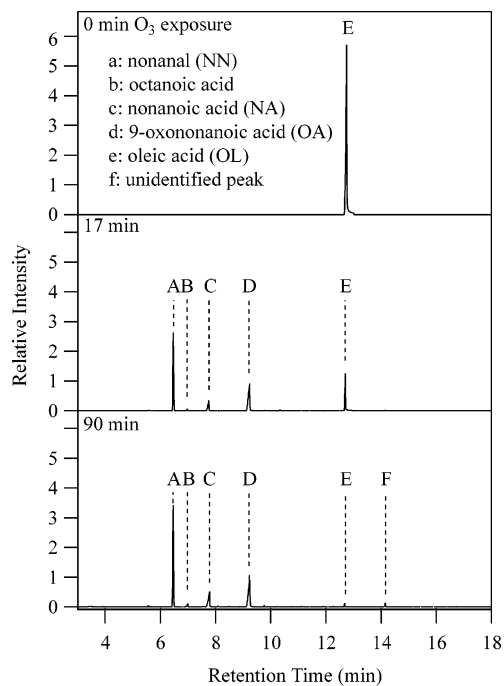 0 min O₃ exposure
E
a: nonanal (NN)
b: octanoic acid
c: nonanoic acid (NA)
d: 9-oxononanoic acid (OA)
e: oleic acid (OL)
f: unidentified peak
6
5
4
3
2
1
0
17 min
A B C D E
5
4
3
2
1
0
90 min
A B C D E F
5
4
3
2
1
0
4 6 8 10 12 14 16 18
Retention Time (min)
Relative Intensity